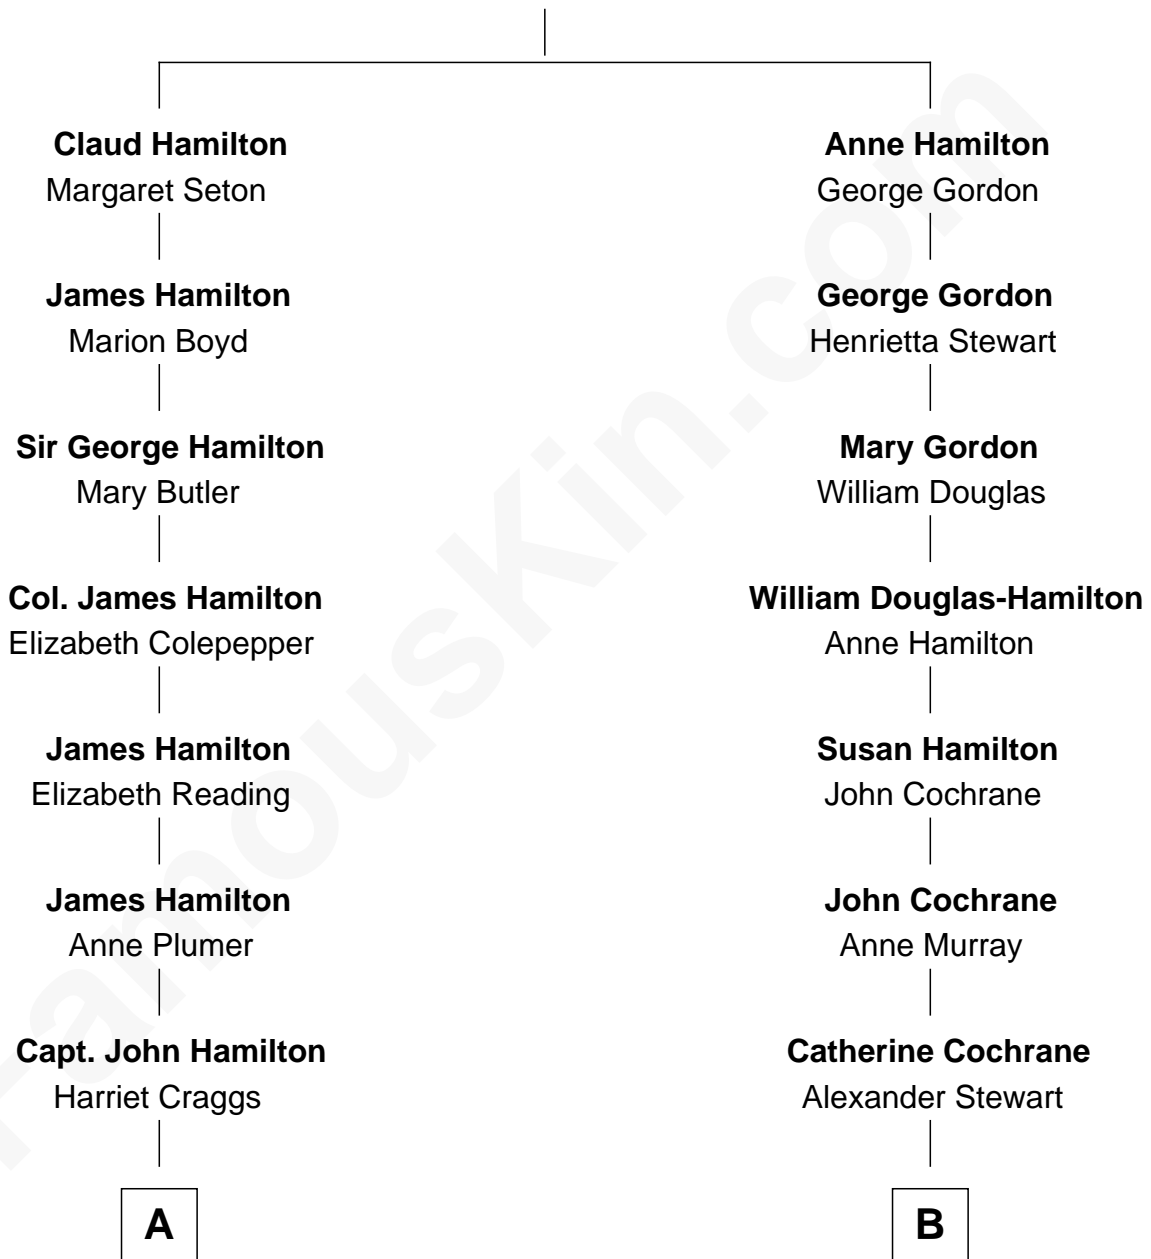 Claud Hamilton
Margaret Seton
James Hamilton
Marion Boyd
Sir George Hamilton
Mary Butler
Col. James Hamilton
Elizabeth Colepepper
James Hamilton
Elizabeth Reading
James Hamilton
Anne Plumer
Capt. John Hamilton
Harriet Craggs
A
Anne Hamilton
George Gordon
George Gordon
Henrietta Stewart
Mary Gordon
William Douglas
William Douglas-Hamilton
Anne Hamilton
Susan Hamilton
John Cochrane
John Cochrane
Anne Murray
Catherine Cochrane
Alexander Stewart
B
FamousKin.com